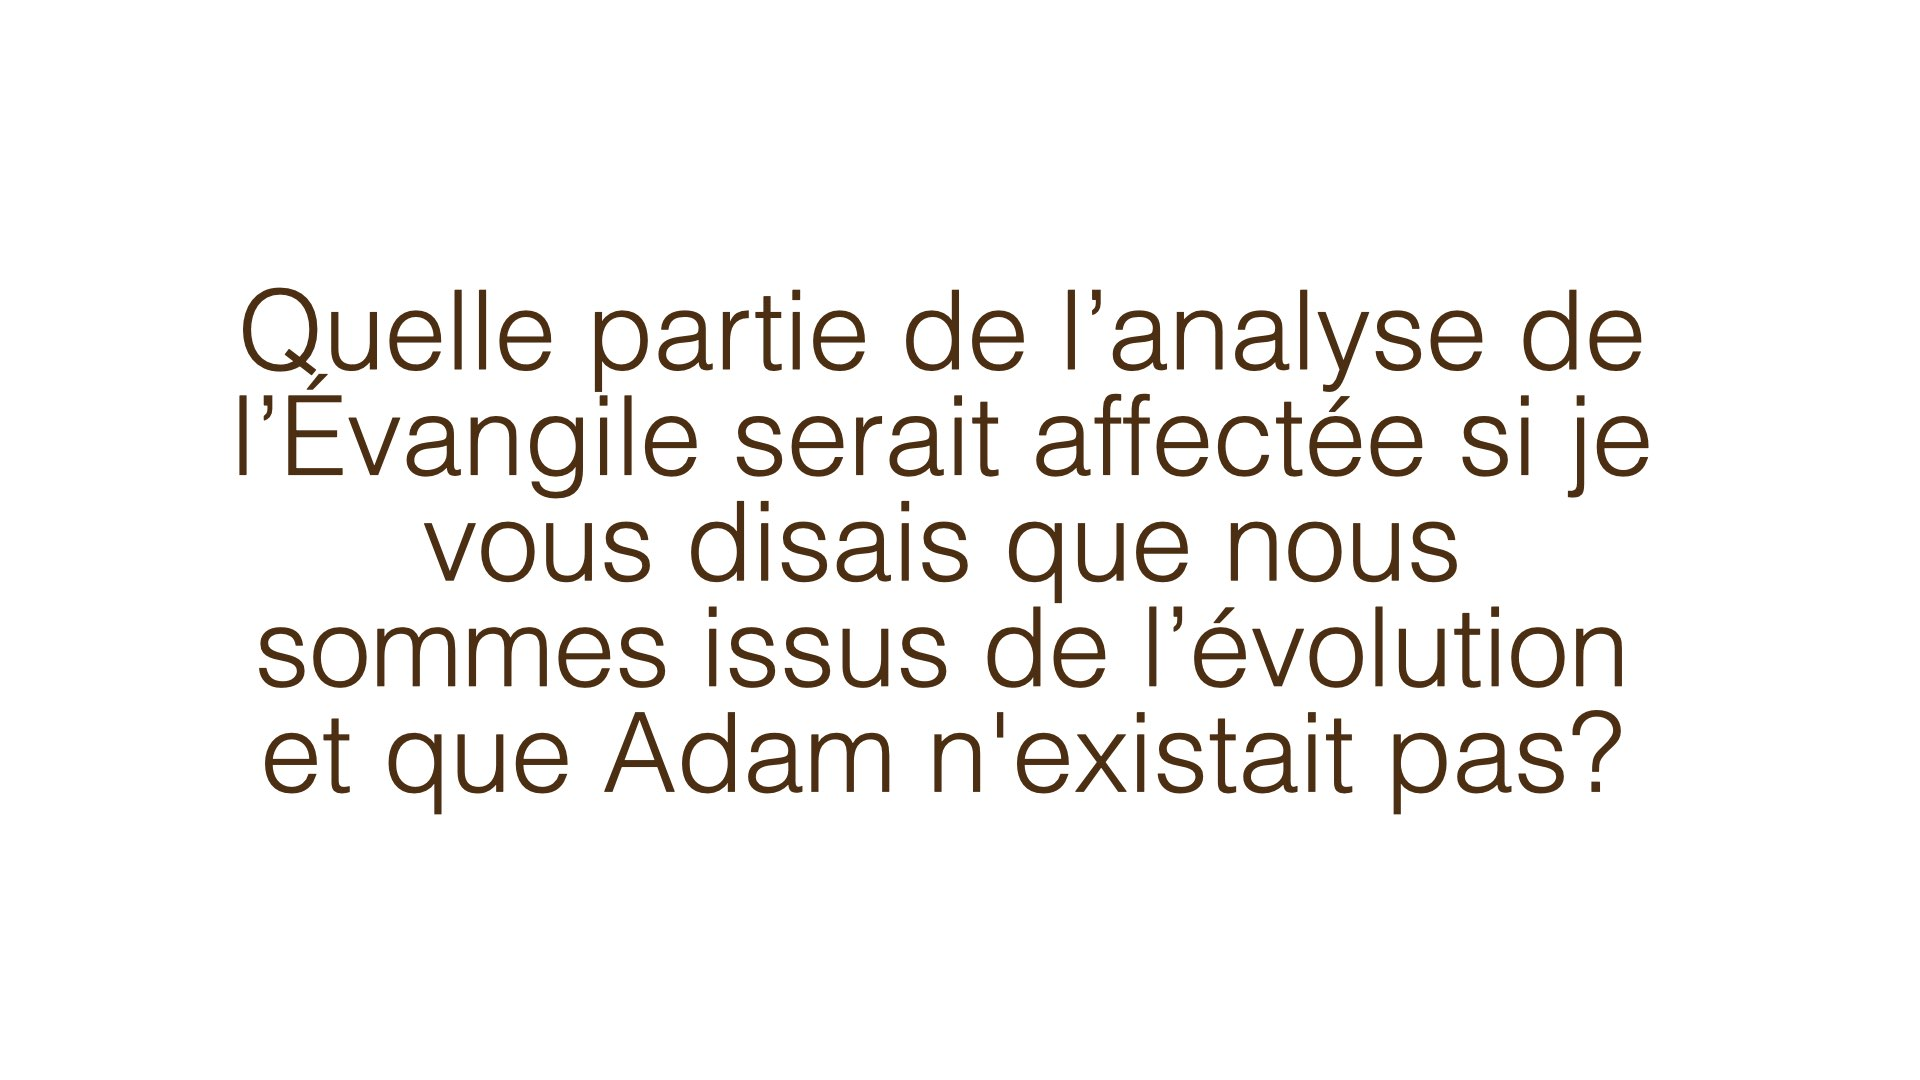 Quelle partie de l’analyse de
l’Évangile serait affectée si je
vous disais que nous
sommes issus de l’évolution
et que Adam n'existait pas?